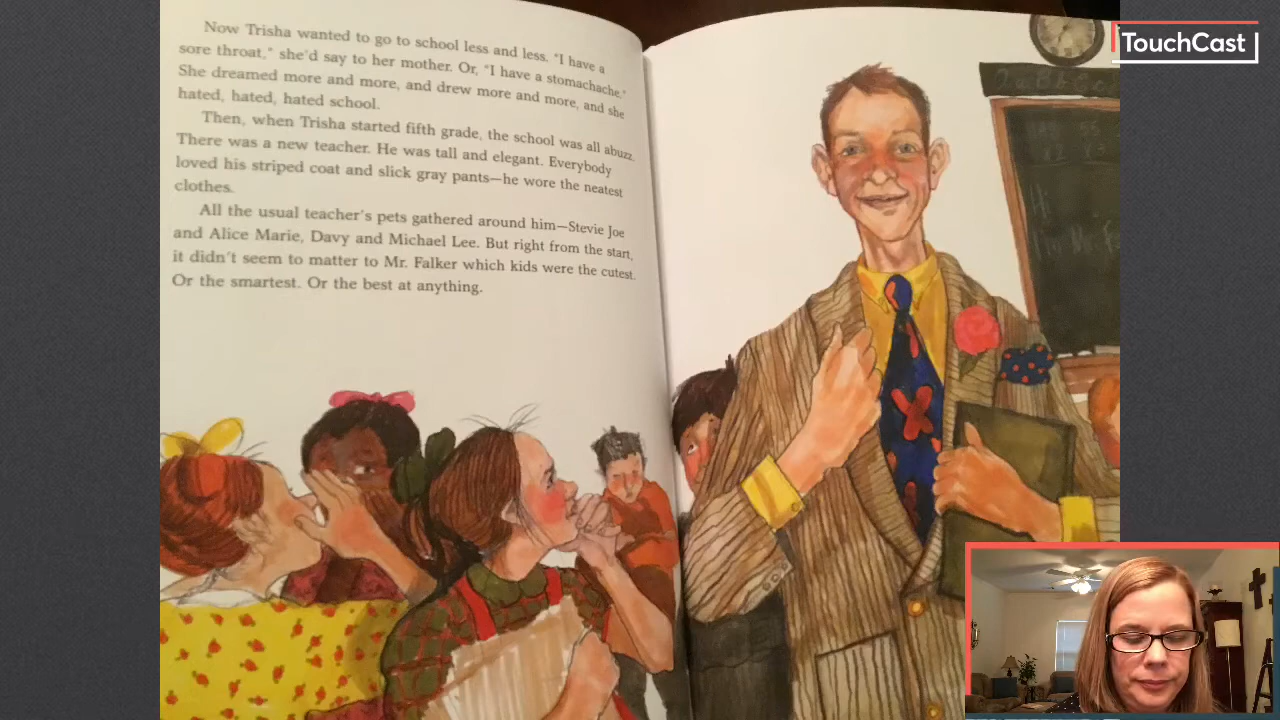 Now Trisha wanted to go to school less and less. "I have a
sore throat," she'd say to her mother. Or, "I have a stomachache."
She dreamed more and more, and drew more and more, and she
hated, hated, hated school.
Then, when Trisha started fifth grade, the school was all abuzz.
There was a new teacher. He was tall and elegant. Everybody
loved his striped coat and slick gray pants—he wore the neatest
clothes.
All the usual teacher's pets gathered around him—Stevie Joe
and Alice Marie, Davy and Michael Lee. But right from the start,
it didn't seem to matter to Mr. Falker which kids were the cutest.
Or the smartest. Or the best at anything.
TouchCast